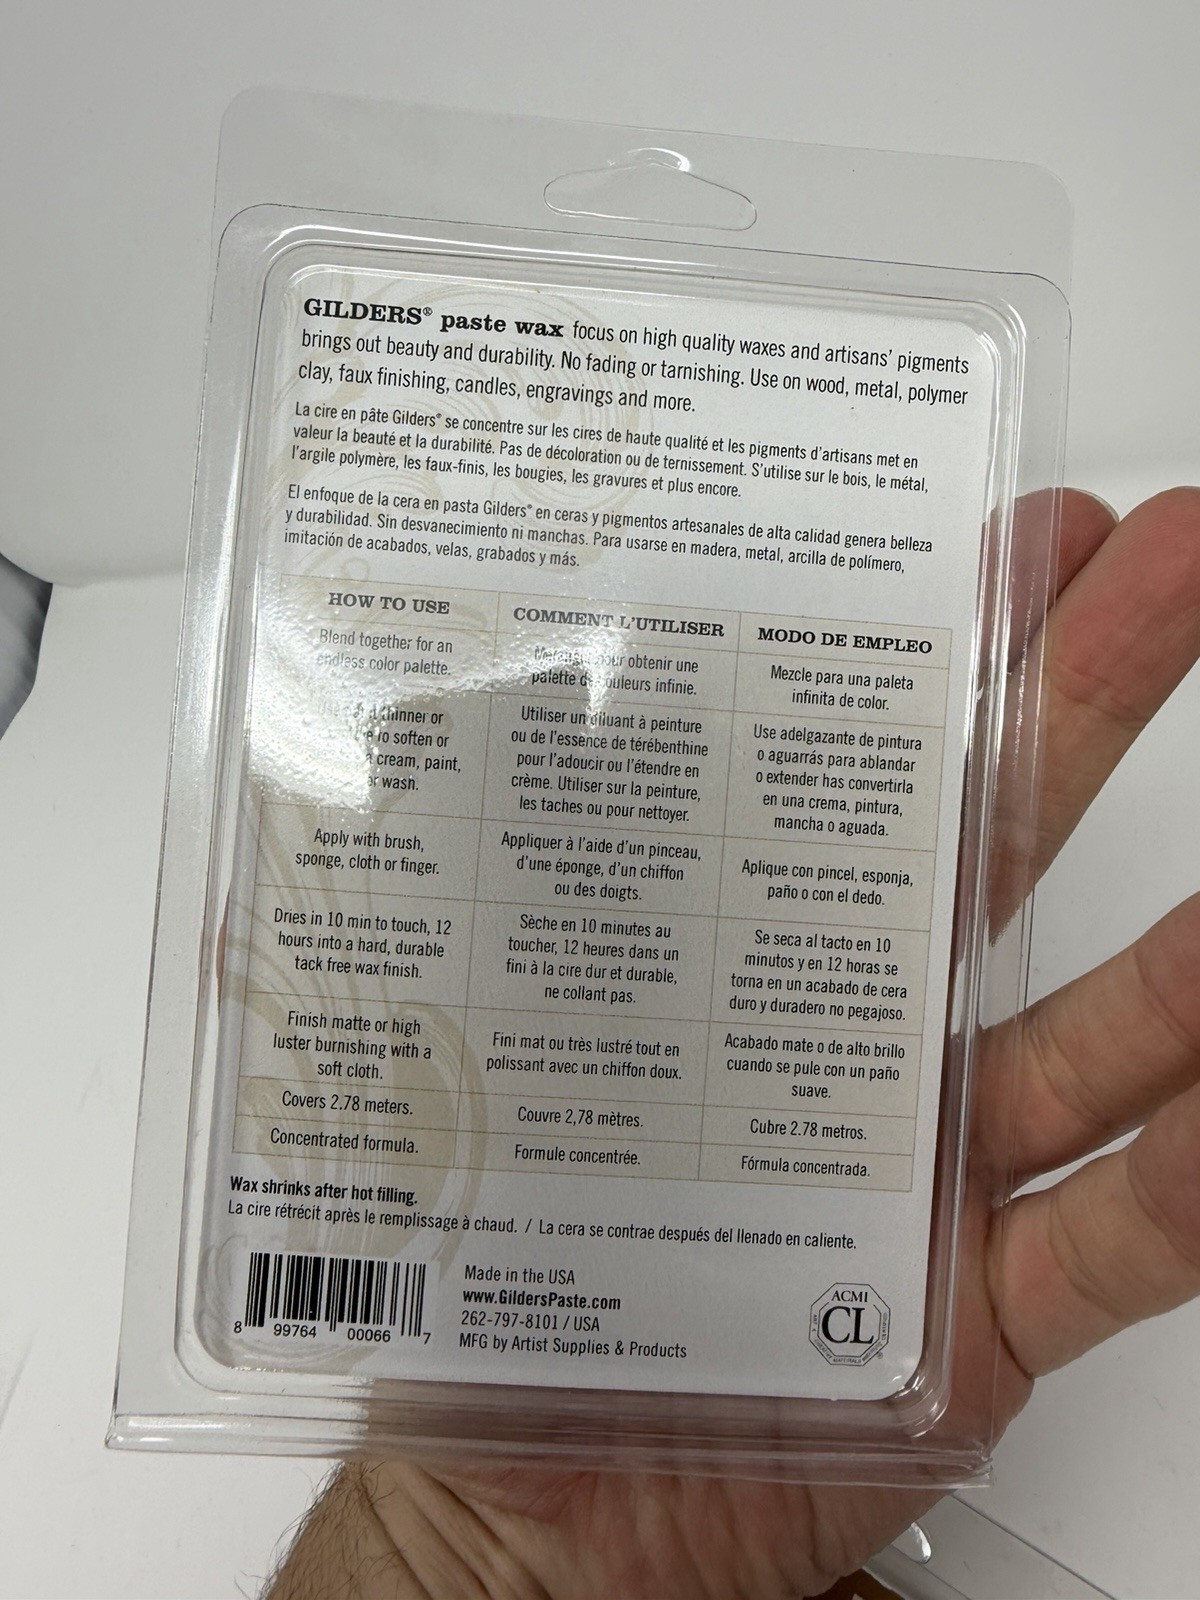 GILDERS® paste wax focus on high quality waxes and artisans' pigments
brings out beauty and durability. No fading or tarnishing. Use on wood, metal, polymer
clay, faux finishing, candles, engravings and more.
La cire en pâte Gilders® se concentre sur les cires de haute qualité et les pigments d'artisans met en
valeur la beauté et la durabilité. Pas de décoloration ou de ternissement. S'utilise sur le bois, le métal,
l'argile polymère, les faux-finis, les bougies, les gravures et plus encore.
El enfoque de la cera en pasta Gilders® en ceras y pigmentos artesanales de alta calidad genera belleza
y durabilidad. Sin desvanecimiento ni manchas. Para usarse en madera, metal, arcilla de polímero,
imitación de acabados, velas, grabados y más.
HOW TO USE
Blend together for an
endless color palette.
thinner or
to soften or
cream, paint,
wash.
Apply with brush,
sponge, cloth or finger.
Dries in 10 min to touch, 12
hours into a hard, durable
tack free wax finish.
Finish matte or high
luster burnishing with a
soft cloth.
Covers 2.78 meters.
Concentrated formula.
COMMENT L'UTILISER
pour obtenir une
palette de couleurs infinie.
Utiliser un diluant à peinture
ou de l'essence de térébenthine
pour l'adoucir ou l'étendre en
crème. Utiliser sur la peinture,
les taches ou pour nettoyer.
Appliquer à l'aide d'un pinceau,
d'une éponge, d'un chiffon
ou des doigts.
Sèche en 10 minutes au
toucher, 12 heures dans un
fini à la cire dur et durable,
ne collant pas.
Fini mat ou très lustré tout en
polissant avec un chiffon doux.
Couvre 2,78 mètres.
Formule concentrée.
MODO DE EMPLEO
Mezcle para una paleta
infinita de color.
Use adelgazante de pintura
o aguarrás para ablandar
o extender has convertirla
en una crema, pintura,
mancha o aguada.
Aplique con pincel, esponja,
paño o con el dedo.
Se seca al tacto en 10
minutos y en 12 horas se
torna en un acabado de cera
duro y duradero no pegajoso.
Acabado mate o de alto brillo
cuando se pule con un paño
suave.
Cubre 2.78 metros.
Fórmula concentrada.
Wax shrinks after hot filling.
La cire rétrécit après le remplissage à chaud. / La cera se contrae después del llenado en caliente.
8 99764 00066 7
Made in the USA
www.GildersPaste.com
262-797-8101 / USA
MFG by Artist Supplies & Products
ACMI
CL